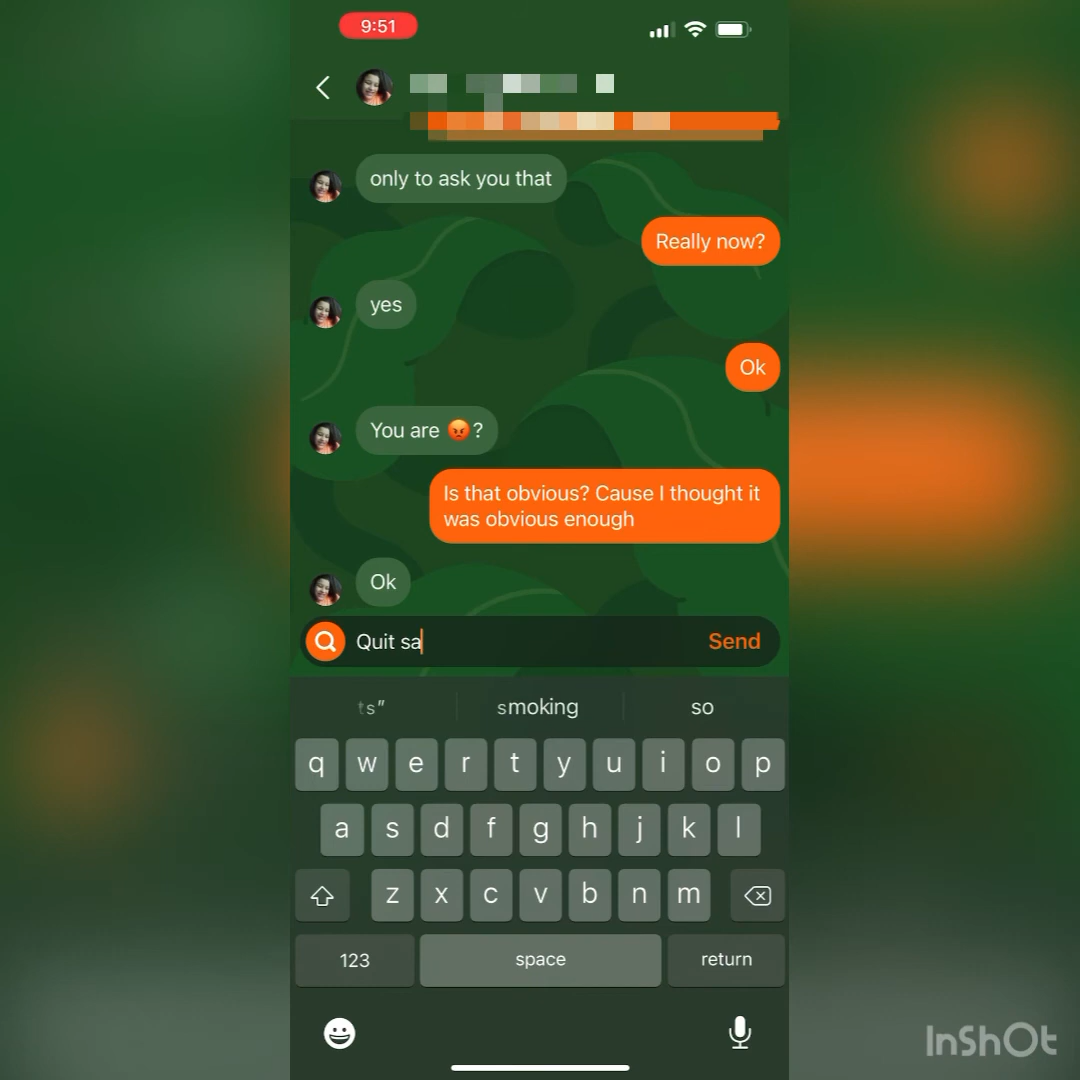 9:51
only to ask you that
Really now?
yes
Ok
You are 😡?
Is that obvious? Cause I thought it
was obvious enough
Ok
Quit sa
Send
smoking
so
q w e r t y u i o p
a s d f g h j k l
z x c v b n m
123
space
return
InShOt